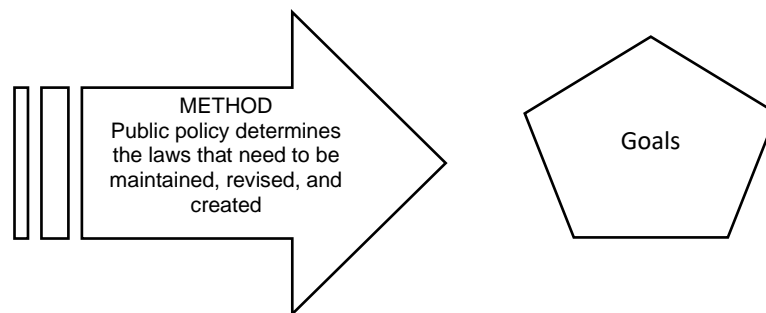 METHOD
Public policy determines
the laws that need to be
maintained, revised, and
created
Goals